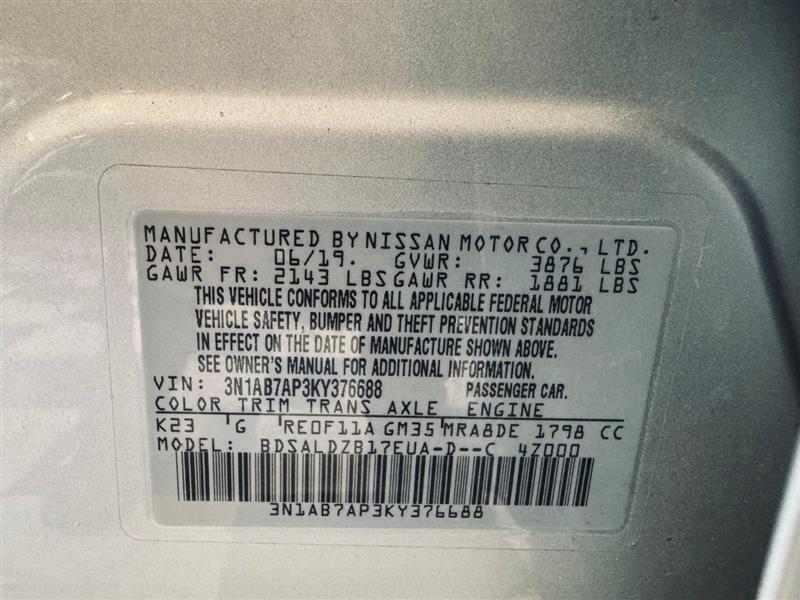 MANUFACTURED BY NISSAN MOTOR CO., LTD.
DATE: 06/19. GVWR: 3876 LBS
GAWR FR: 2143 LBS GAWR RR: 1881 LBS
THIS VEHICLE CONFORMS TO ALL APPLICABLE FEDERAL MOTOR
VEHICLE SAFETY, BUMPER AND THEFT PREVENTION STANDARDS
IN EFFECT ON THE DATE OF MANUFACTURE SHOWN ABOVE.
SEE OWNER'S MANUAL FOR ADDITIONAL INFORMATION.
VIN: 3N1AB7AP3KY376688 PASSENGER CAR.
COLOR TRIM TRANS AXLE ENGINE
K23 G RE0F11A GM35 MRA8DE 1798 CC
MODEL: BDSALDZB17EUA-D--C 4Z000
3N1AB7AP3KY376688